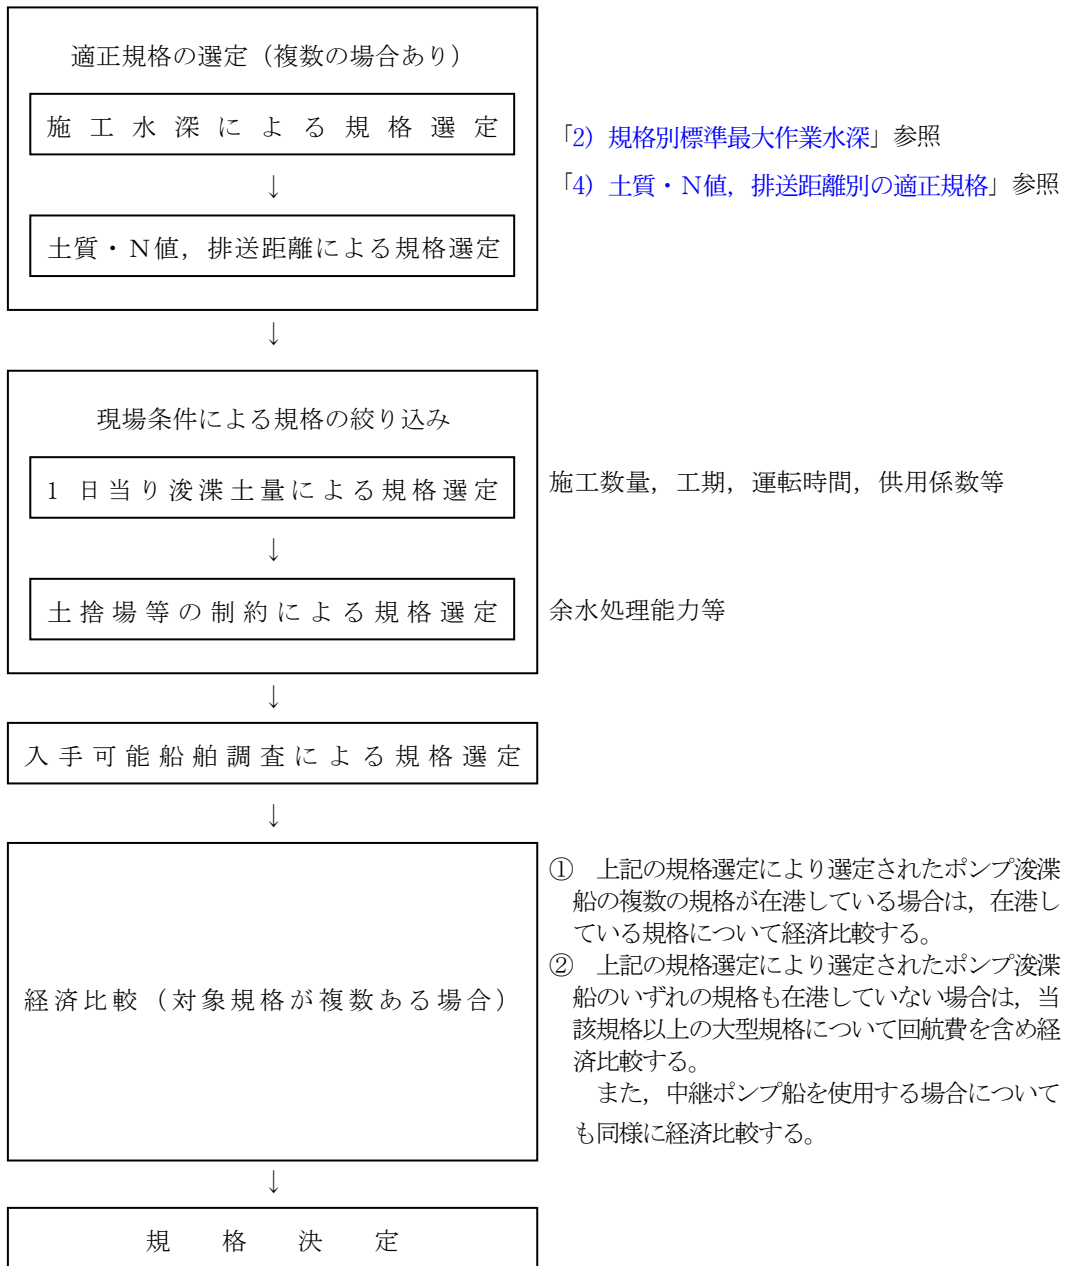 適正規格の選定（複数の場合あり）
施工水深による規格選定
「2）規格別標準最大作業水深」参照
↓
「4）土質・Ｎ値，排送距離別の適正規格」参照
土質・Ｎ値，排送距離による規格選定
↓
現場条件による規格の絞り込み
1 日当り浚渫土量による規格選定
施工数量，工期，運転時間，供用係数等
↓
土捨場等の制約による規格選定
余水処理能力等
↓
入手可能船舶調査による規格選定
↓
経済比較（対象規格が複数ある場合）
①　上記の規格選定により選定されたポンプ浚渫
船の複数の規格が在港している場合は，在港し
ている規格について経済比較する。
②　上記の規格選定により選定されたポンプ浚渫
船のいずれの規格も在港していない場合は，当
該規格以上の大型規格について回航費を含め経
済比較する。
また，中継ポンプ船を使用する場合について
も同様に経済比較する。
↓
規　格　決　定